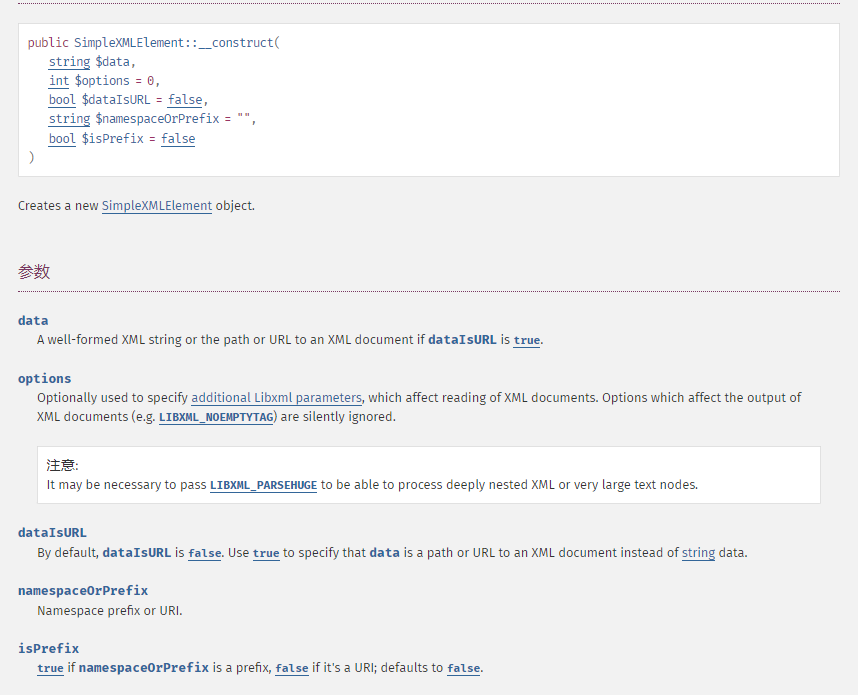 public SimpleXMLElement::__construct(
string $data,
int $options = 0,
bool $dataIsURL = false,
string $namespaceOrPrefix = "",
bool $isPrefix = false
)
Creates a new SimpleXMLElement object.
参数
data
A well-formed XML string or the path or URL to an XML document if dataIsURL is true.
options
Optionally used to specify additional Libxml parameters, which affect reading of XML documents. Options which affect the output of
XML documents (e.g. LIBXML_NOEMPTYTAG) are silently ignored.
注意:
It may be necessary to pass LIBXML_PARSEHUGE to be able to process deeply nested XML or very large text nodes.
dataIsURL
By default, dataIsURL is false. Use true to specify that data is a path or URL to an XML document instead of string data.
namespaceOrPrefix
Namespace prefix or URI.
isPrefix
true if namespaceOrPrefix is a prefix, false if it's a URI; defaults to false.